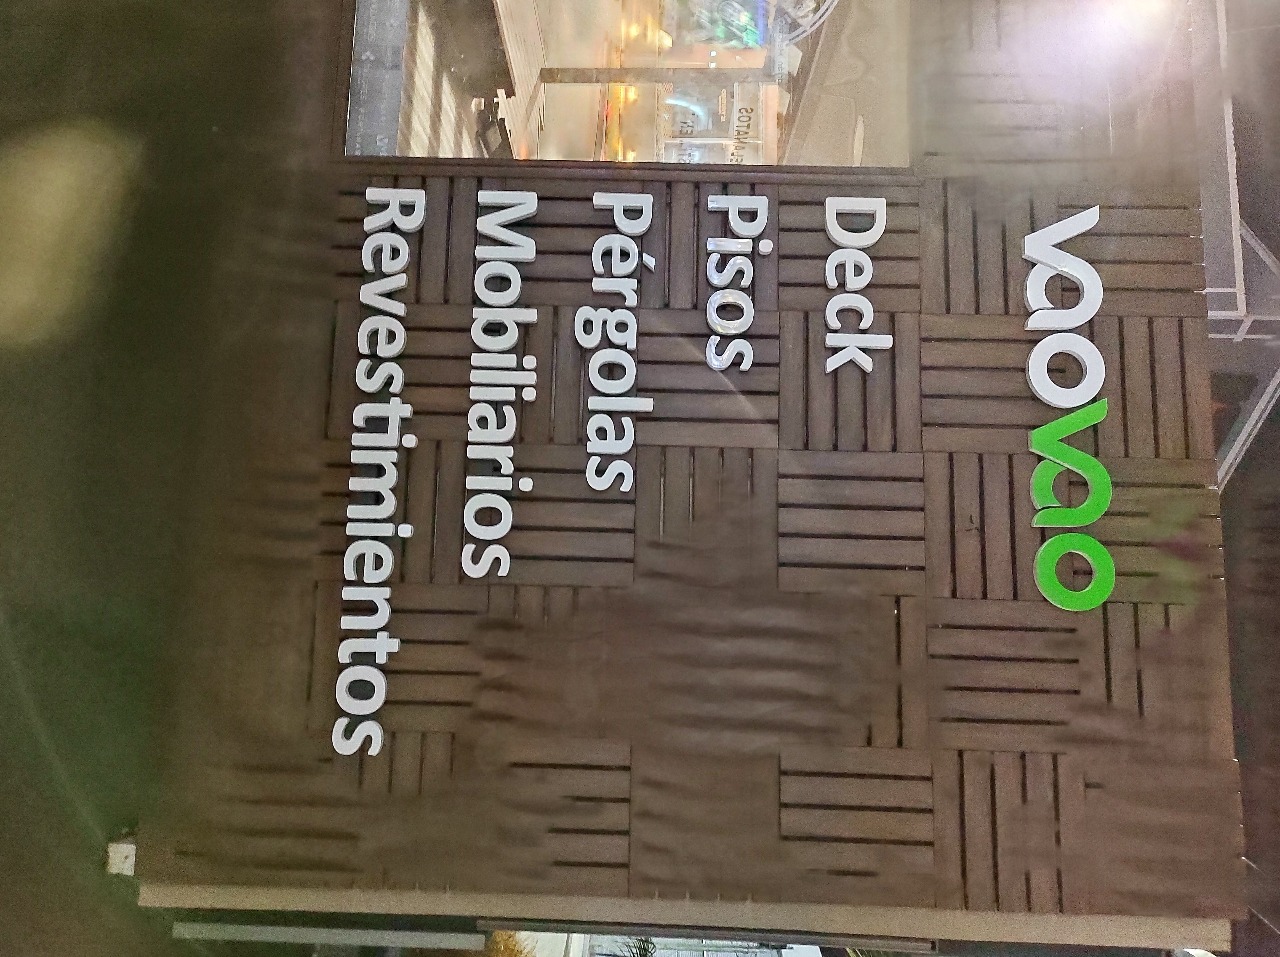 vaovao
Deck
Pisos
Pérgolas
Mobiliarios
Revestimientos